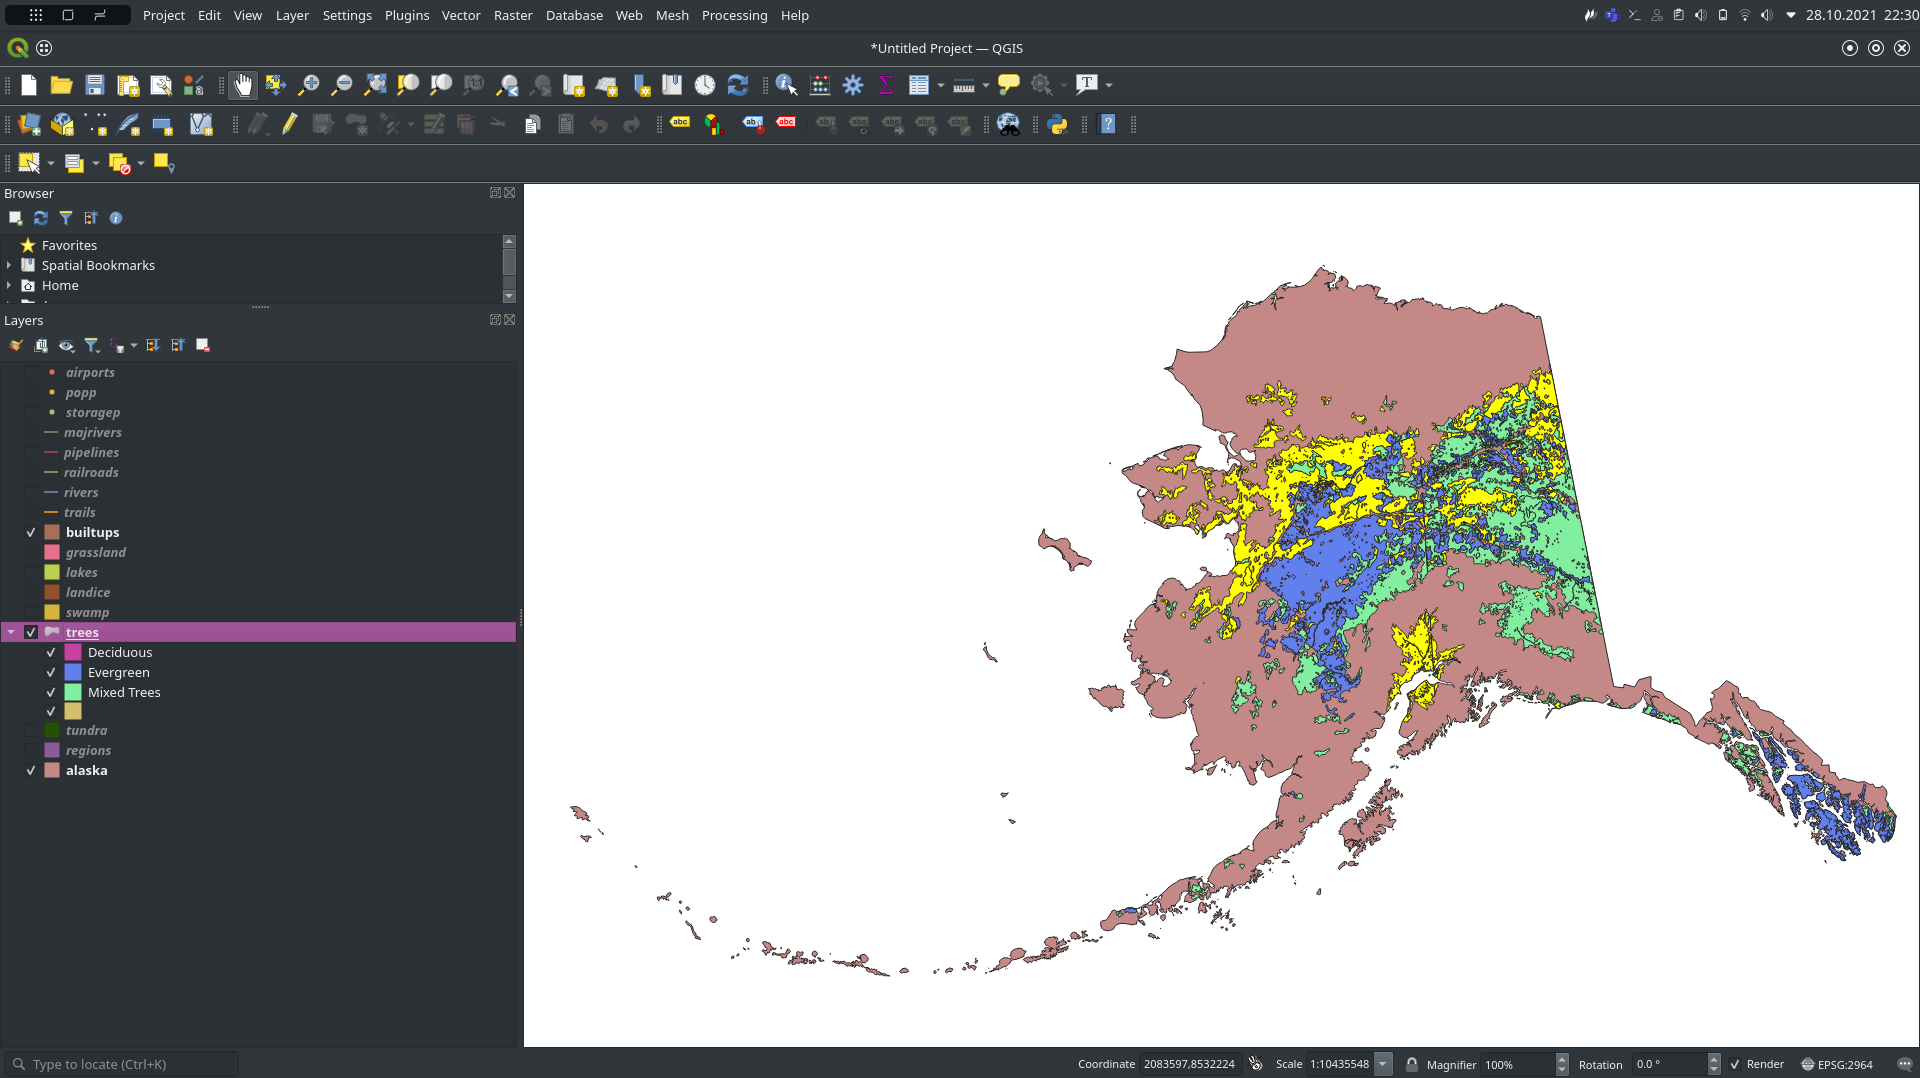 Project Edit View Layer Settings Plugins Vector Raster Database Web Mesh Processing Help
28.10.2021 22:30
*Untitled Project — QGIS
Browser
Favorites
Spatial Bookmarks
Home
Layers
airports
popp
storagep
majrivers
pipelines
railroads
rivers
trails
builtups
grassland
lakes
landice
swamp
trees
Deciduous
Evergreen
Mixed Trees
tundra
regions
alaska
Type to locate (Ctrl+K)
Coordinate 2083597,8532224 Scale 1:10435548 Magnifier 100% Rotation 0.0 ° Render EPSG:2964